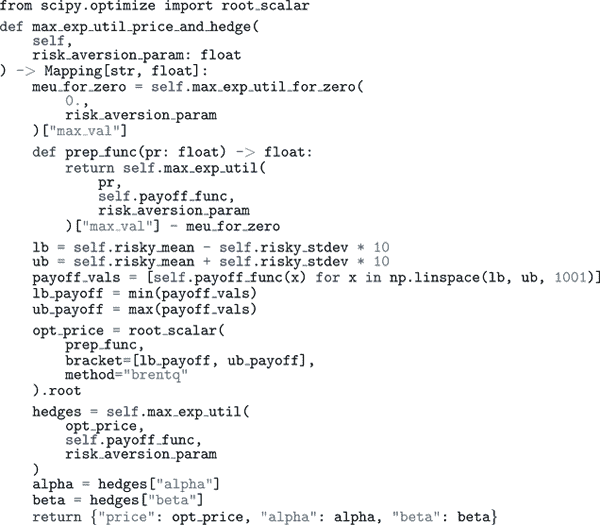 from scipy.optimize import root_scalar
def max_exp_util_price_and_hedge(
    self,
    risk_aversion_param: float
) -> Mapping[str, float]:
    meu_for_zero = self.max_exp_util_for_zero(
        0.,
        risk_aversion_param
    )["max_val"]
    def prep_func(pr: float) -> float:
        return self.max_exp_util(
            pr,
            self.payoff_func,
            risk_aversion_param
        )["max_val"] - meu_for_zero
    lb = self.risky_mean - self.risky_stdev * 10
    ub = self.risky_mean + self.risky_stdev * 10
    payoff_vals = [self.payoff_func(x) for x in np.linspace(lb, ub, 1001)]
    lb_payoff = min(payoff_vals)
    ub_payoff = max(payoff_vals)
    opt_price = root_scalar(
        prep_func,
        bracket=[lb_payoff, ub_payoff],
        method="brentq"
    ).root
    hedges = self.max_exp_util(
        opt_price,
        self.payoff_func,
        risk_aversion_param
    )
    alpha = hedges["alpha"]
    beta = hedges["beta"]
    return {"price": opt_price, "alpha": alpha, "beta": beta}